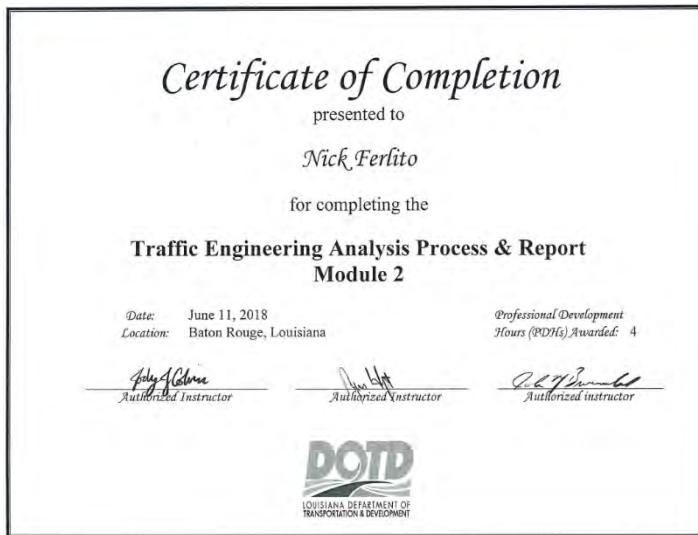 Certificate of Completion
presented to
Nick Ferlito
for completing the
Traffic Engineering Analysis Process & Report
Module 2
Date: June 11, 2018
Location: Baton Rouge, Louisiana
Professional Development
Hours (PDHs) Awarded: 4
Authorized Instructor
Authorized Instructor
Authorized instructor
DOTD
LOUISIANA DEPARTMENT OF
TRANSPORTATION & DEVELOPMENT